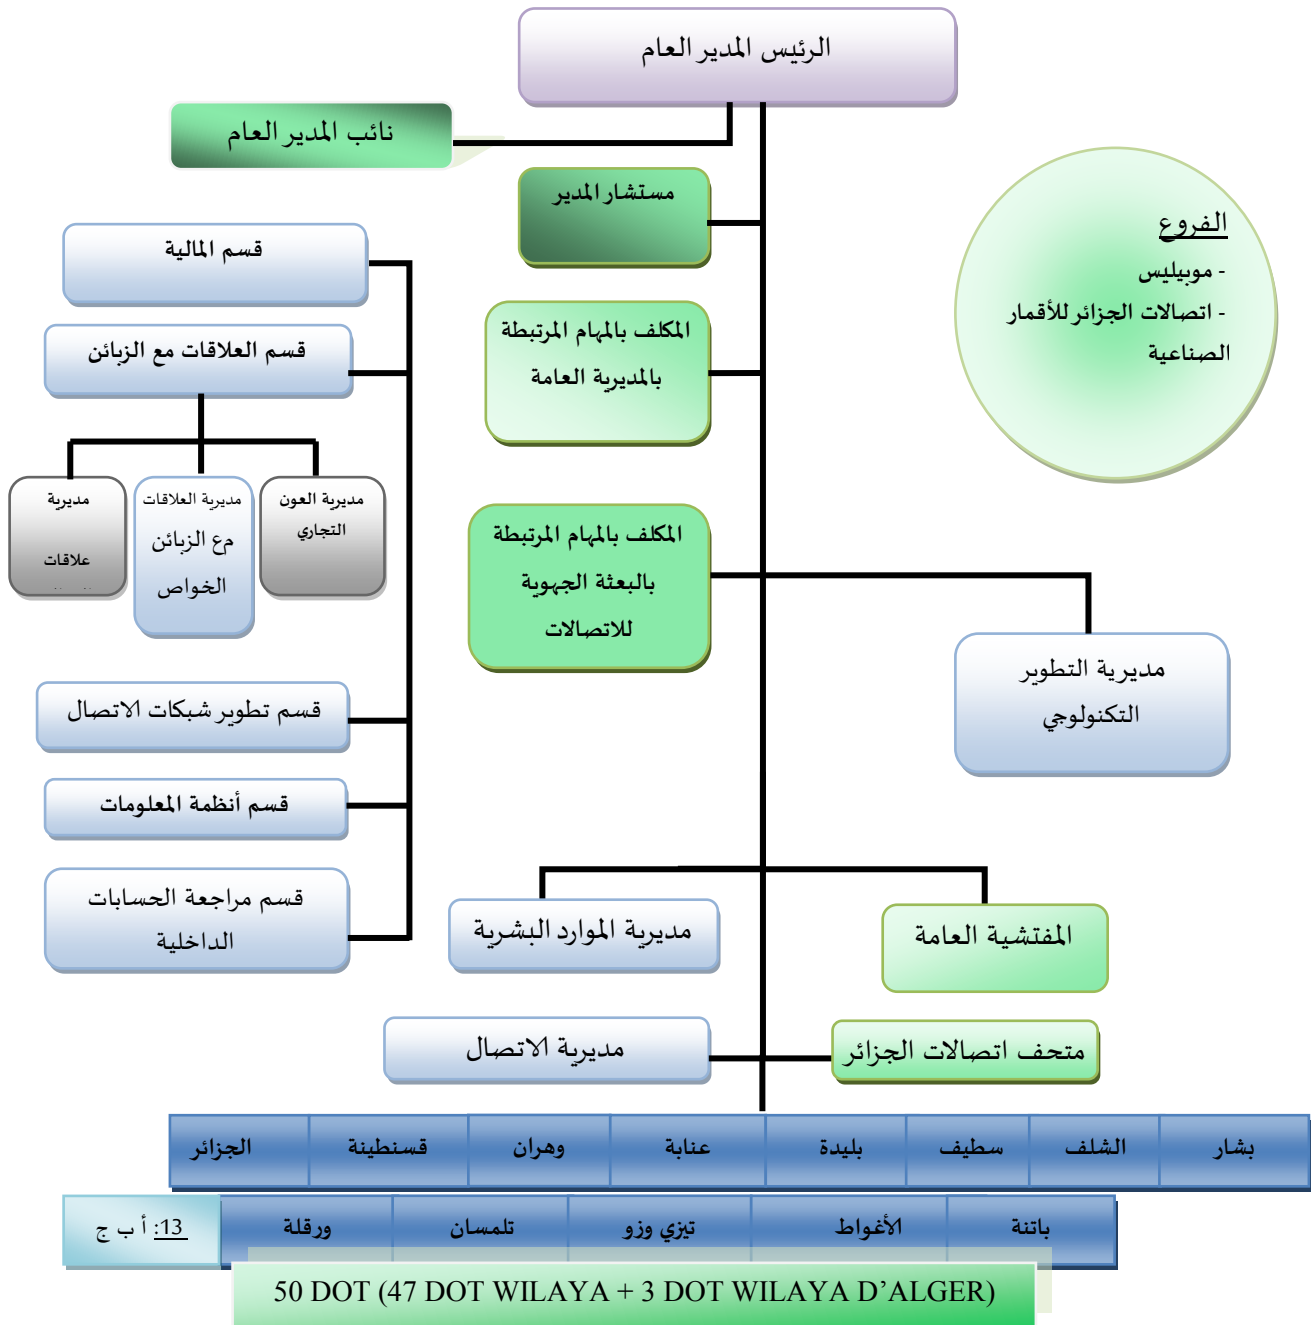 الرئيس المدير العام
نائب المدير العام
مستشار المدير
الفروع
- موبيليس
- اتصالات الجزائر للأقمار
الصناعية
قسم المالية
المكلف بالمهام المرتبطة
بالمديرية العامة
قسم العلاقات مع الزبائن
مديرية العون
التجاري
مديرية العلاقات
مع الزبائن
الخواص
مديرية
علاقات
المكلف بالمهام المرتبطة
بالبعثة الجهوية
للاتصالات
مديرية التطوير
التكنولوجي
قسم تطوير شبكات الاتصال
قسم أنظمة المعلومات
قسم مراجعة الحسابات
الداخلية
المفتشية العامة
مديرية الموارد البشرية
متحف اتصالات الجزائر
مديرية الاتصال
بشار الشلف سطيف بليدة عنابة وهران قسنطينة الجزائر
باتنة الأغواط تيزي وزو تلمسان ورقلة 13: أ ب ج
50 DOT (47 DOT WILAYA + 3 DOT WILAYA D’ALGER)